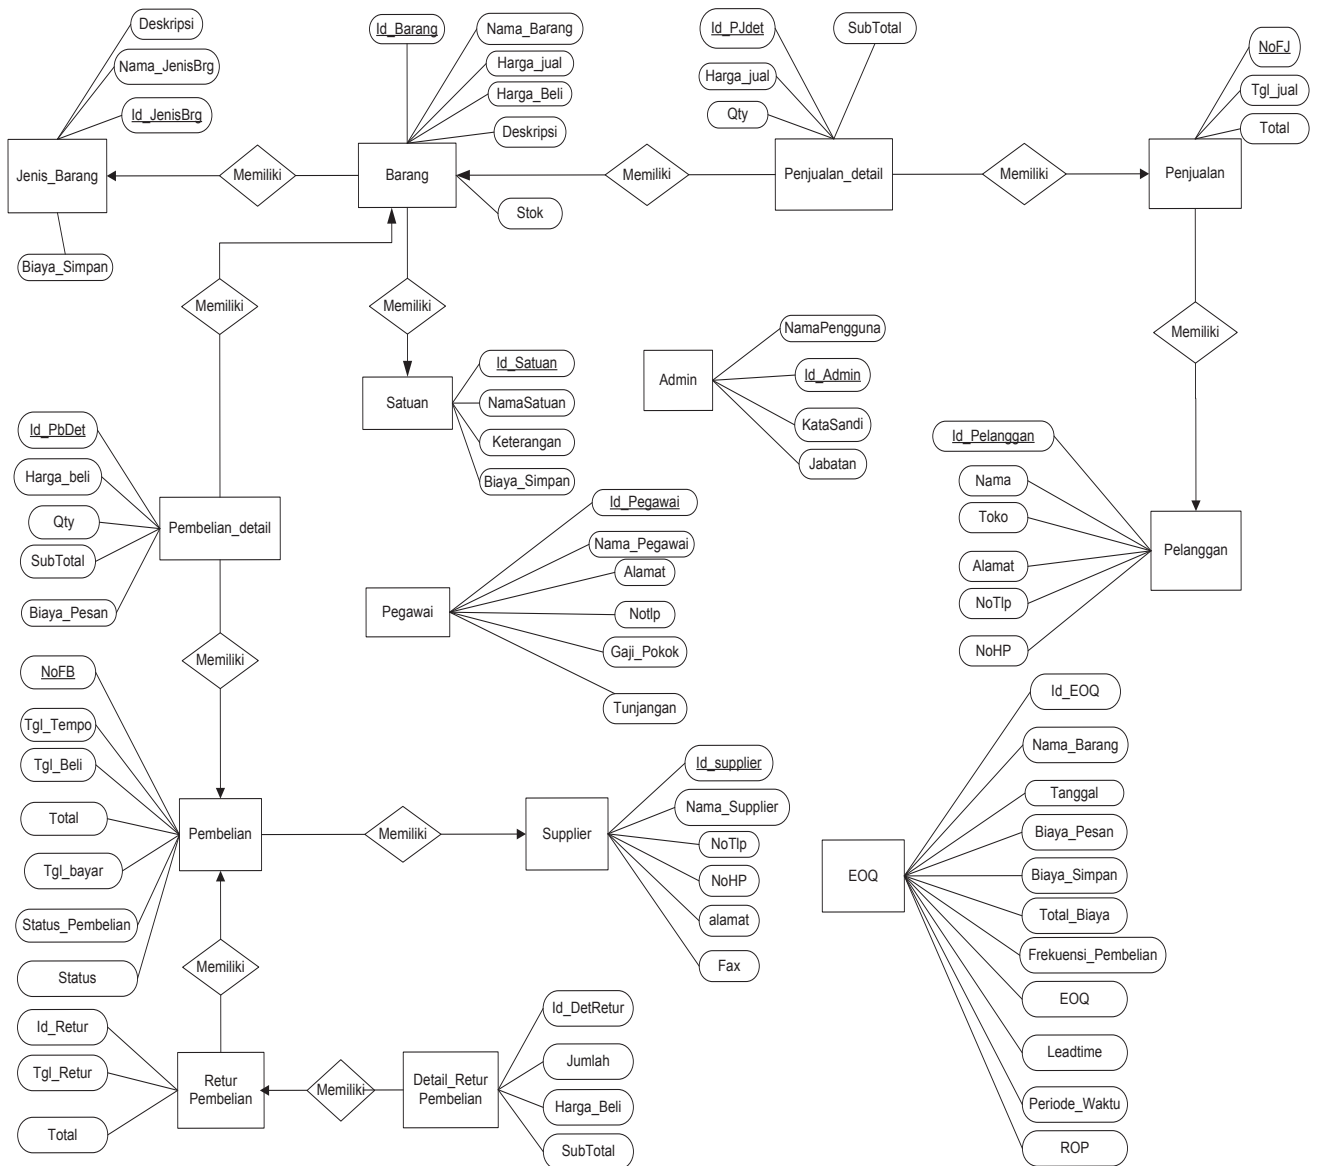 Deskripsi
Nama_JenisBrg
Id_JenisBrg
Jenis_Barang
Biaya_Simpan
Memiliki
Id_Barang
Nama_Barang
Harga_jual
Harga_Beli
Deskripsi
Barang
Stok
Memiliki
Id_PJdet
SubTotal
Harga_jual
Qty
Penjualan_detail
Memiliki
NoFJ
Tgl_jual
Total
Penjualan
Memiliki
Memiliki
Memiliki
Id_Satuan
NamaSatuan
Keterangan
Biaya_Simpan
Satuan
NamaPengguna
Id_Admin
KataSandi
Jabatan
Admin
Id_Pelanggan
Nama
Toko
Alamat
NoTlp
NoHP
Pelanggan
Id_PbDet
Harga_beli
Qty
SubTotal
Biaya_Pesan
Pembelian_detail
Memiliki
Id_Pegawai
Nama_Pegawai
Alamat
Notlp
Gaji_Pokok
Tunjangan
Pegawai
NoFB
Tgl_Tempo
Tgl_Beli
Total
Tgl_bayar
Status_Pembelian
Status
Pembelian
Memiliki
Id_supplier
Nama_Supplier
NoTlp
NoHP
alamat
Fax
Supplier
Id_EOQ
Nama_Barang
Tanggal
Biaya_Pesan
Biaya_Simpan
Total_Biaya
Frekuensi_Pembelian
EOQ
Leadtime
Periode_Waktu
ROP
EOQ
Memiliki
Id_Retur
Tgl_Retur
Total
Retur
Pembelian
Memiliki
Detail_Retur
Pembelian
Id_DetRetur
Jumlah
Harga_Beli
SubTotal